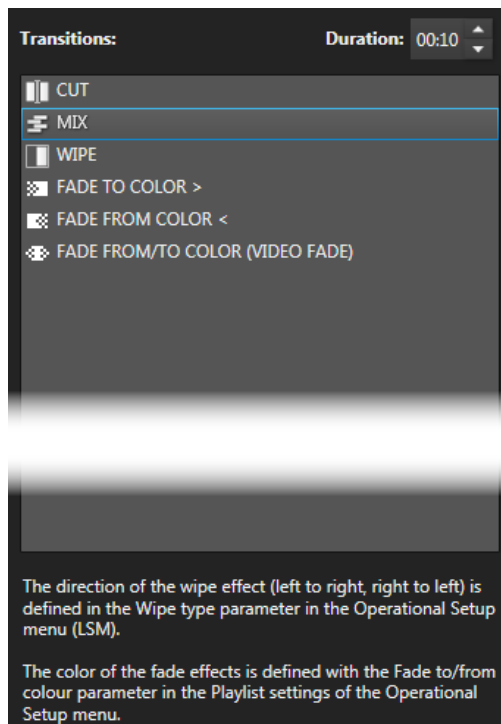 Transitions: Duration: 00:10
CUT
MIX
WIPE
FADE TO COLOR >
FADE FROM COLOR <
FADE FROM/TO COLOR (VIDEO FADE)
The direction of the wipe effect (left to right, right to left) is
defined in the Wipe type parameter in the Operational Setup
menu (LSM).
The color of the fade effects is defined with the Fade to/from
colour parameter in the Playlist settings of the Operational
Setup menu.